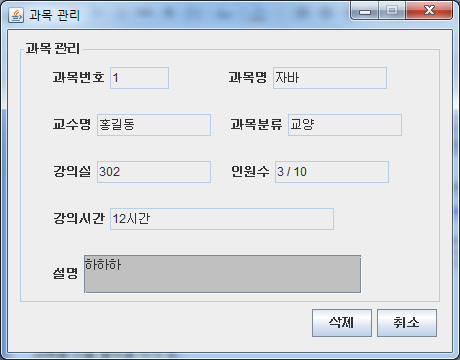 과목 관리
과목 관리
과목번호 1 과목명 자바
교수명 홍길동 과목분류 교양
강의실 302 인원수 3 / 10
강의시간 12시간
설명 하하하
삭제 취소